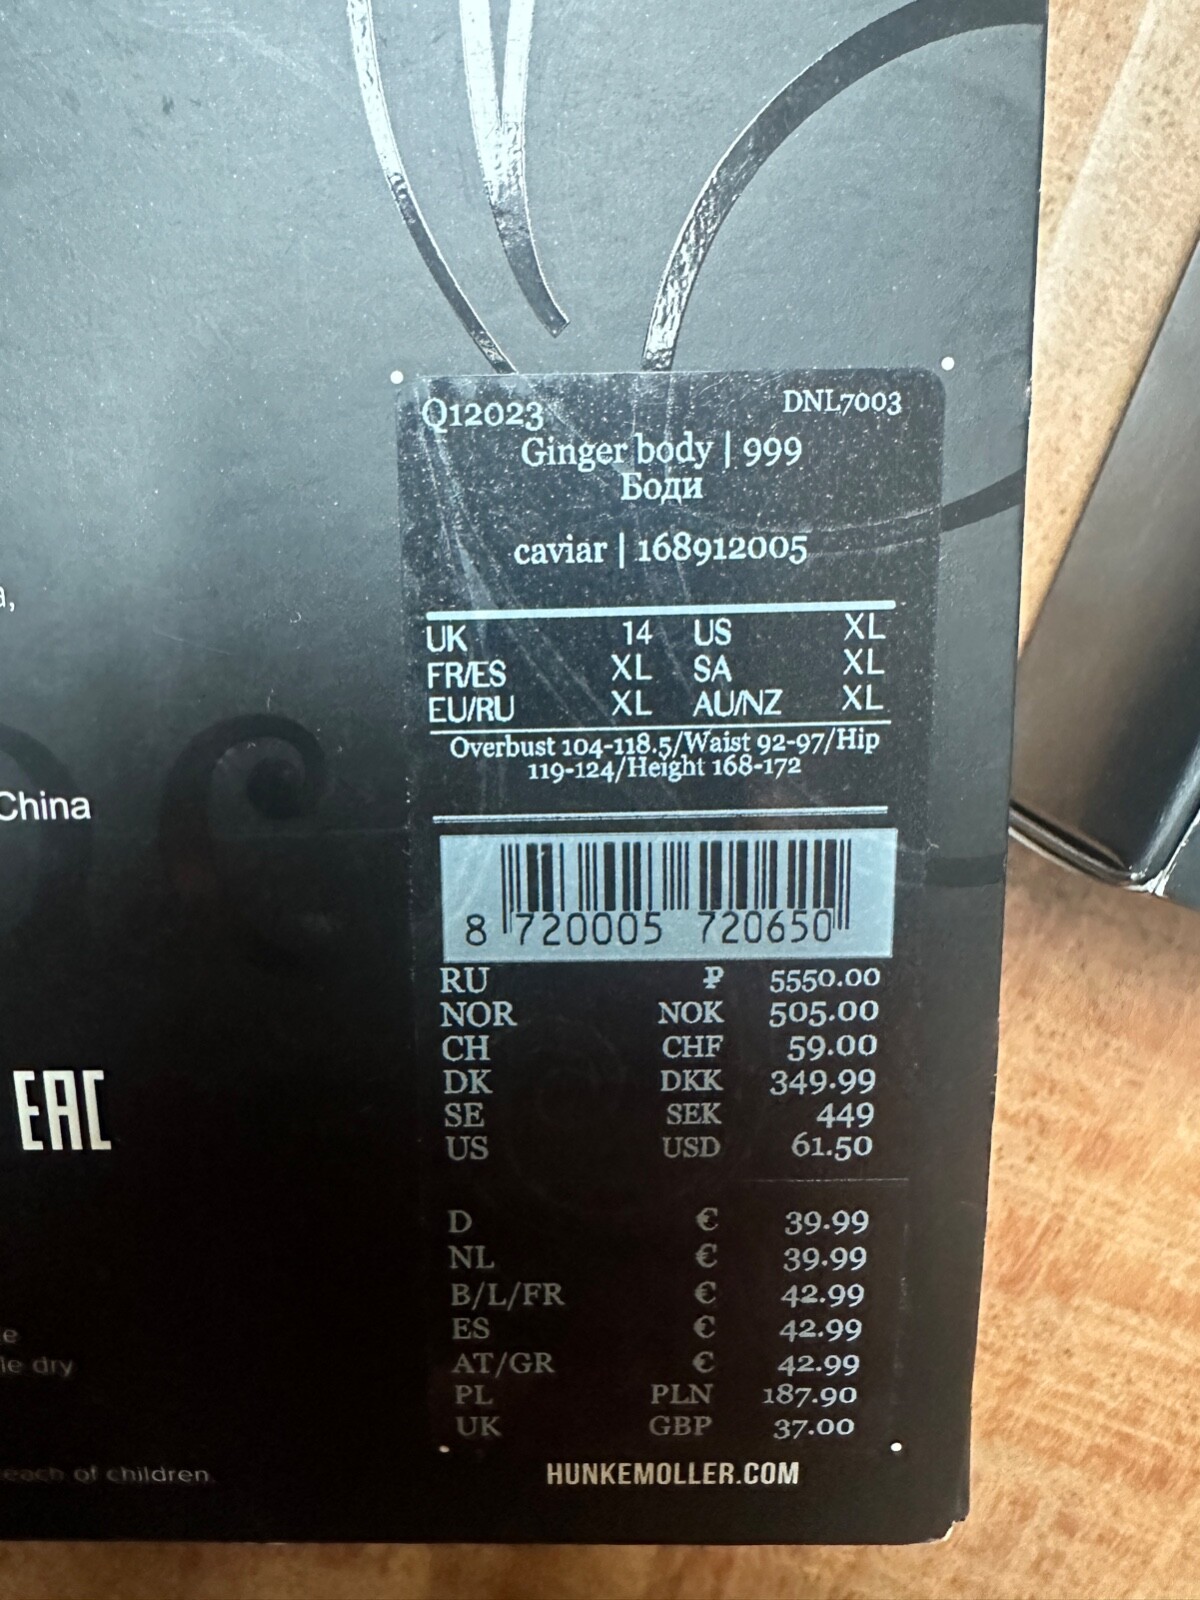 Q12023 DNL7003
Ginger body | 999
Боди
caviar | 168912005
a,
UK 14 US XL
FR/ES XL SA XL
EU/RU XL AU/NZ XL
Overbust 104-118.5/Waist 92-97/Hip
119-124/Height 168-172
China
8 720005 720650
RU ₽ 5550.00
NOR NOK 505.00
CH CHF 59.00
DK DKK 349.99
SE SEK 449
US USD 61.50
EAC
D € 39.99
NL € 39.99
B/L/FR € 42.99
ES € 42.99
AT/GR € 42.99
PL PLN 187.90
UK GBP 37.00
dry
of children.
HUNKEMOLLER.COM